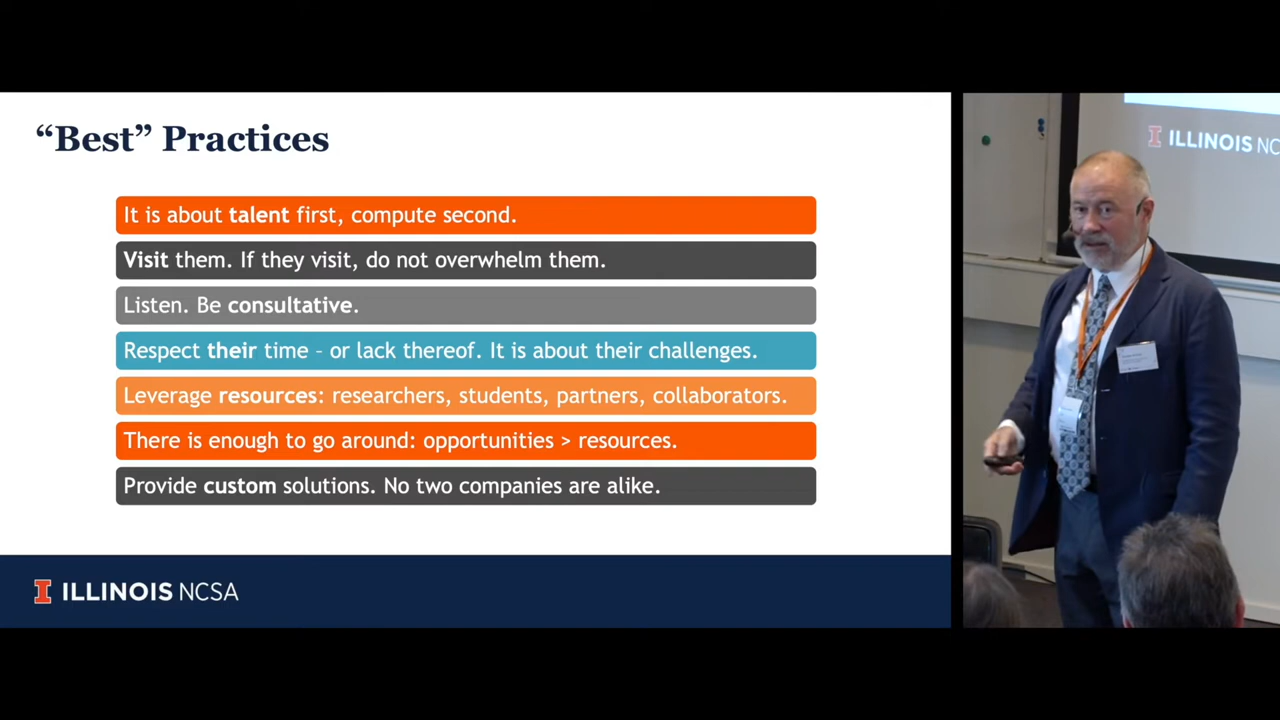 “Best” Practices
It is about talent first, compute second.
Visit them. If they visit, do not overwhelm them.
Listen. Be consultative.
Respect their time – or lack thereof. It is about their challenges.
Leverage resources: researchers, students, partners, collaborators.
There is enough to go around: opportunities > resources.
Provide custom solutions. No two companies are alike.
I ILLINOIS NCSA
I ILLINOIS NC